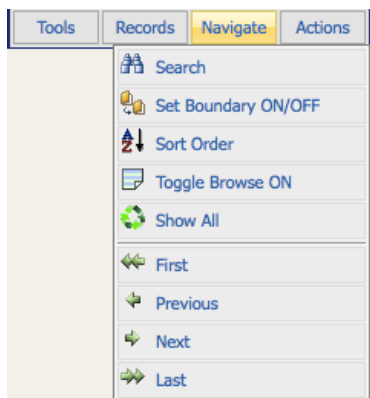 Tools Records Navigate Actions
Search
Set Boundary ON/OFF
Sort Order
Toggle Browse ON
Show All
First
Previous
Next
Last